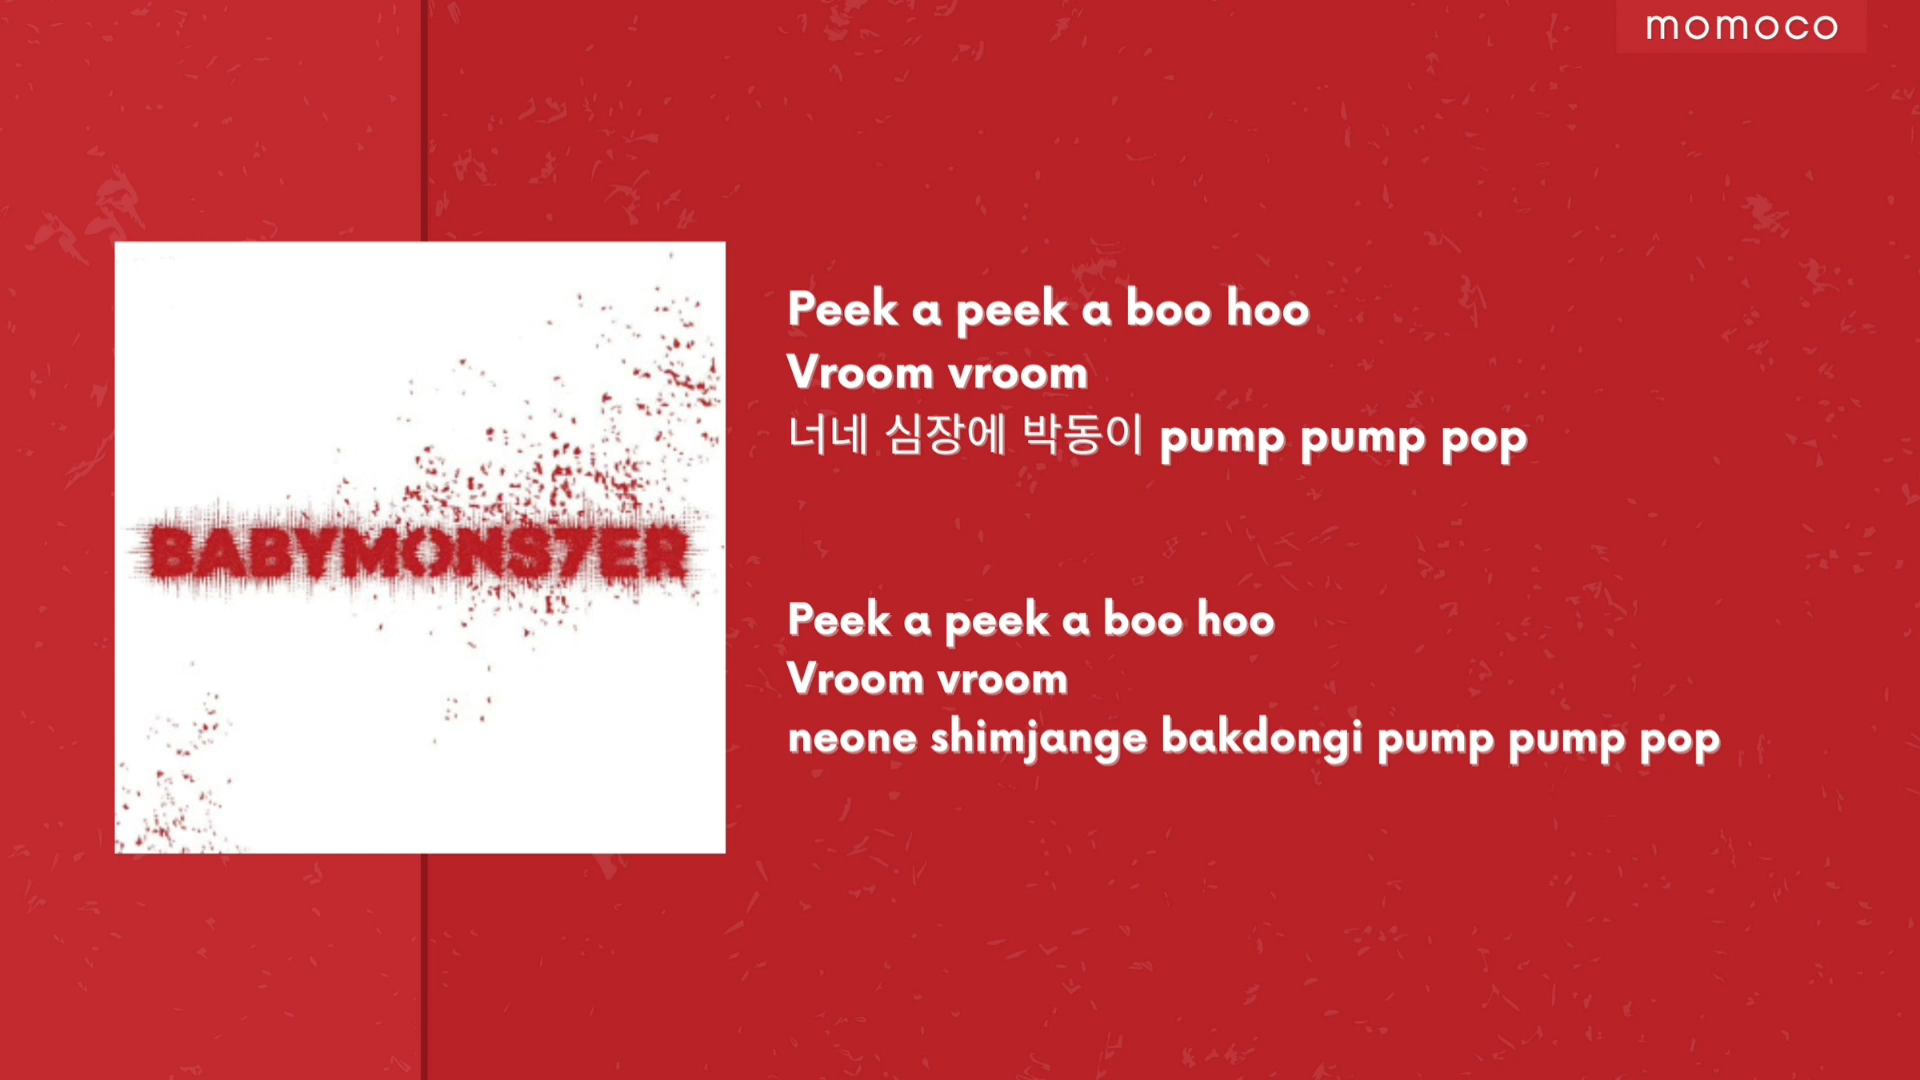 momoco
BABYMONS7ER
Peek a peek a boo hoo
Vroom vroom
너네 심장에 박동이 pump pump pop
Peek a peek a boo hoo
Vroom vroom
neone shimjange bakdongi pump pump pop